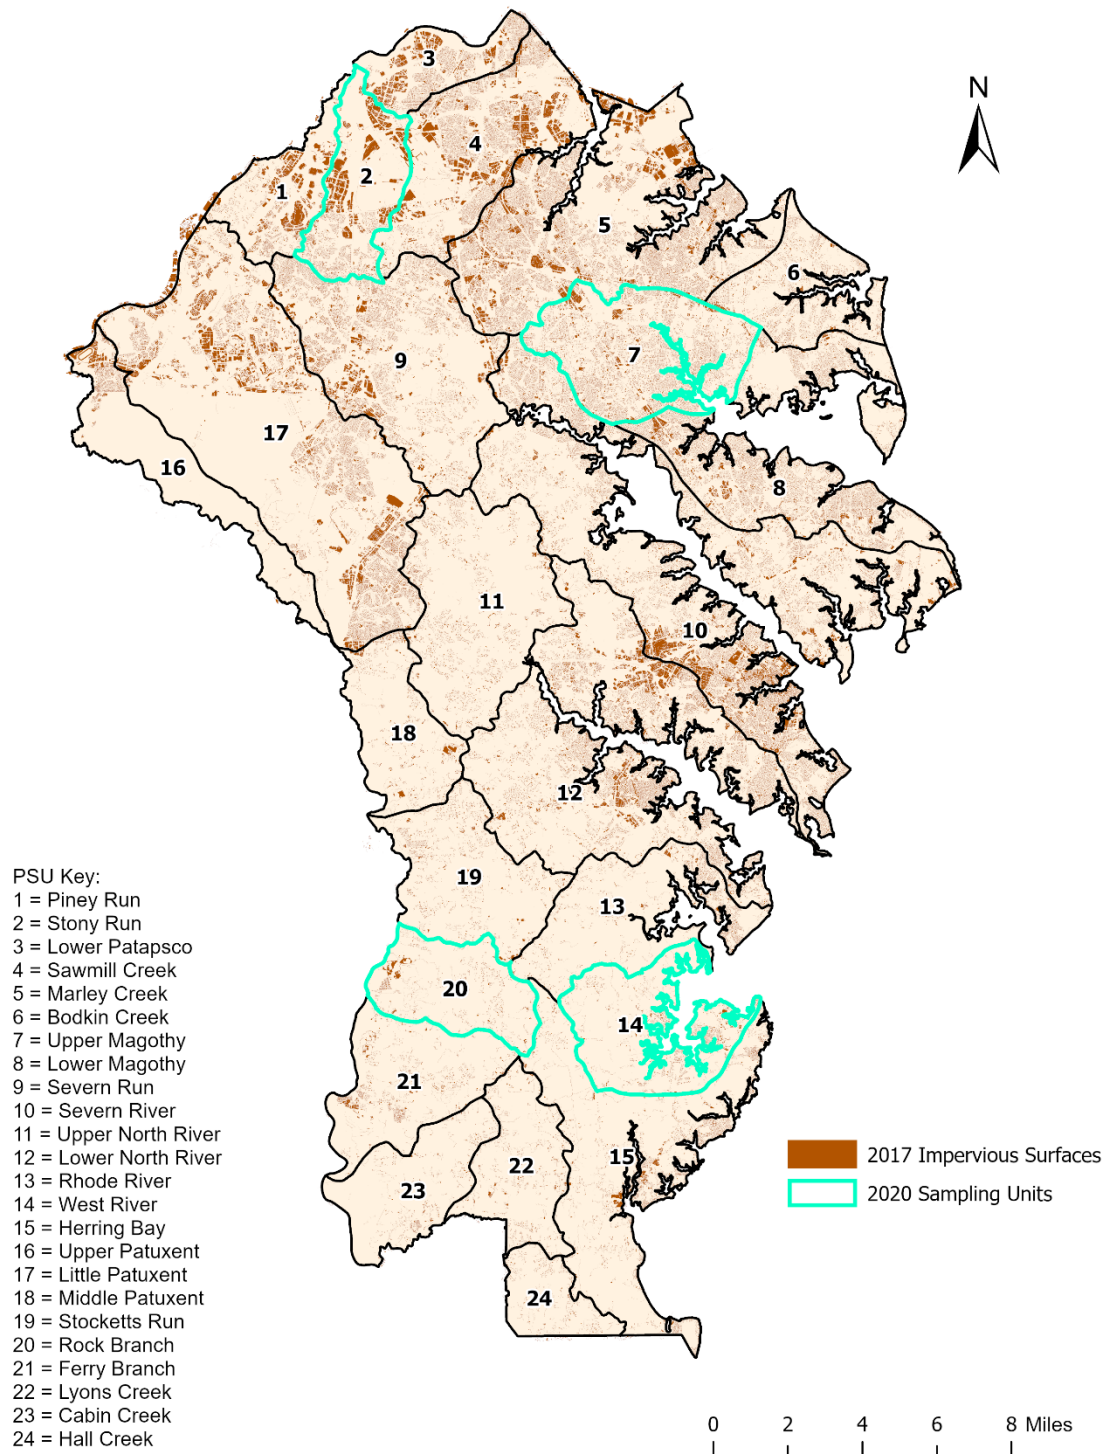 N
3
4
2
1
5
6
7
9
17
16
8
11
10
18
12
19
13
20
14
21
15
22
23
24
PSU Key:
1 = Piney Run
2 = Stony Run
3 = Lower Patapsco
4 = Sawmill Creek
5 = Marley Creek
6 = Bodkin Creek
7 = Upper Magothy
8 = Lower Magothy
9 = Severn Run
10 = Severn River
11 = Upper North River
12 = Lower North River
13 = Rhode River
14 = West River
15 = Herring Bay
16 = Upper Patuxent
17 = Little Patuxent
18 = Middle Patuxent
19 = Stocketts Run
20 = Rock Branch
21 = Ferry Branch
22 = Lyons Creek
23 = Cabin Creek
24 = Hall Creek
2017 Impervious Surfaces
2020 Sampling Units
0 2 4 6 8 Miles